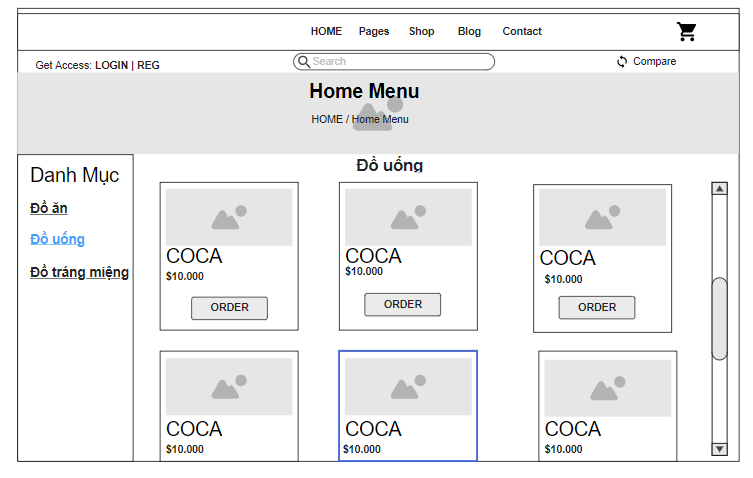 HOME Pages Shop Blog Contact
Get Access: LOGIN | REG Search Compare
Home Menu
HOME / Home Menu
Danh Mục
Đồ ăn
Đồ uống
Đồ tráng miệng
Đồ uống
COCA COCA COCA
$10.000 $10.000 $10.000
ORDER ORDER ORDER
COCA COCA COCA
$10.000 $10.000 $10.000